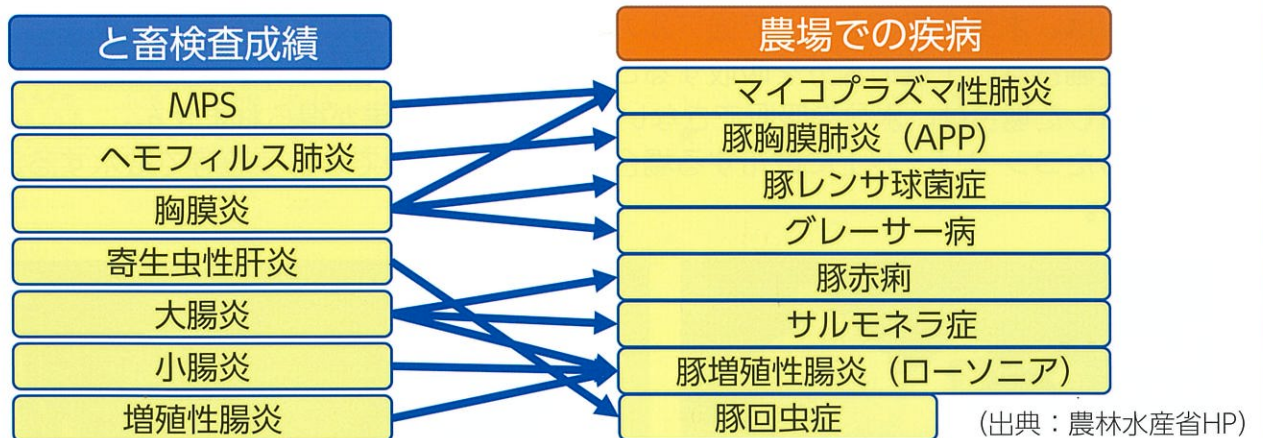 と畜検査成績
MPS
ヘモフィルス肺炎
胸膜炎
寄生虫性肝炎
大腸炎
小腸炎
増殖性腸炎
農場での疾病
マイコプラズマ性肺炎
豚胸膜肺炎（APP）
豚レンサ球菌症
グレーサー病
豚赤痢
サルモネラ症
豚増殖性腸炎（ローソニア）
豚回虫症
（出典：農林水産省HP）